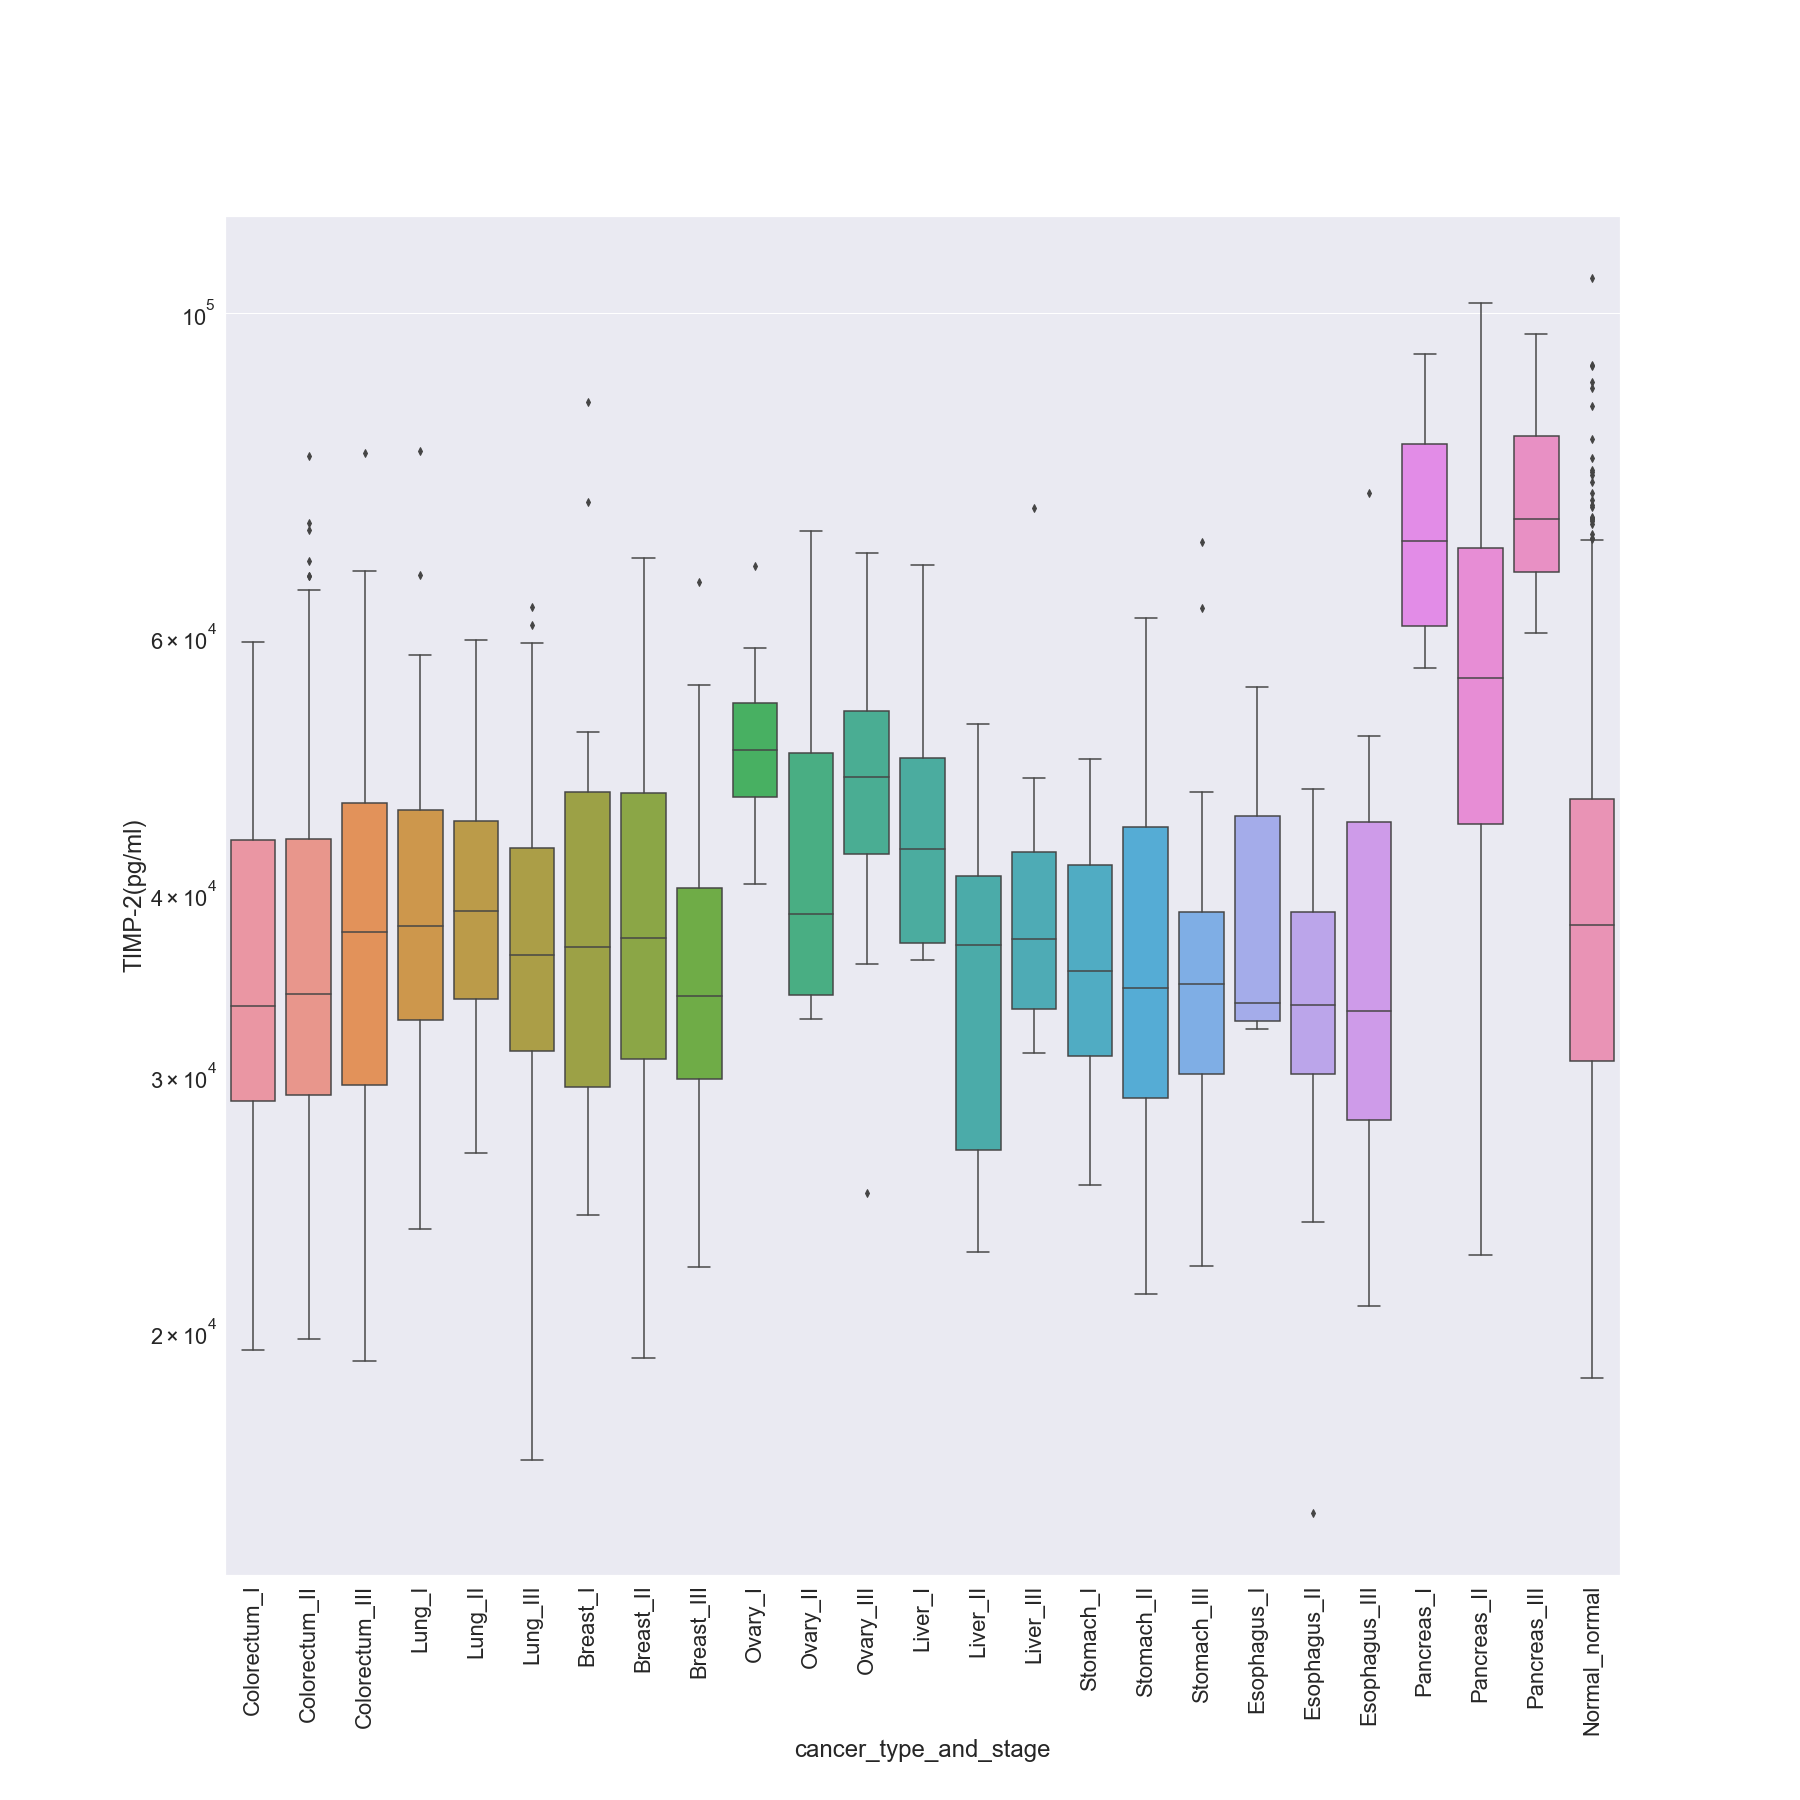 10^5
6 × 10^4
4 × 10^4
3 × 10^4
2 × 10^4
TIMP-2(pg/ml)
Colorectum_I
Colorectum_II
Colorectum_III
Lung_I
Lung_II
Lung_III
Breast_I
Breast_II
Breast_III
Ovary_I
Ovary_II
Ovary_III
Liver_I
Liver_II
Liver_III
Stomach_I
Stomach_II
Stomach_III
Esophagus_I
Esophagus_II
Esophagus_III
Pancreas_I
Pancreas_II
Pancreas_III
Normal_normal
cancer_type_and_stage